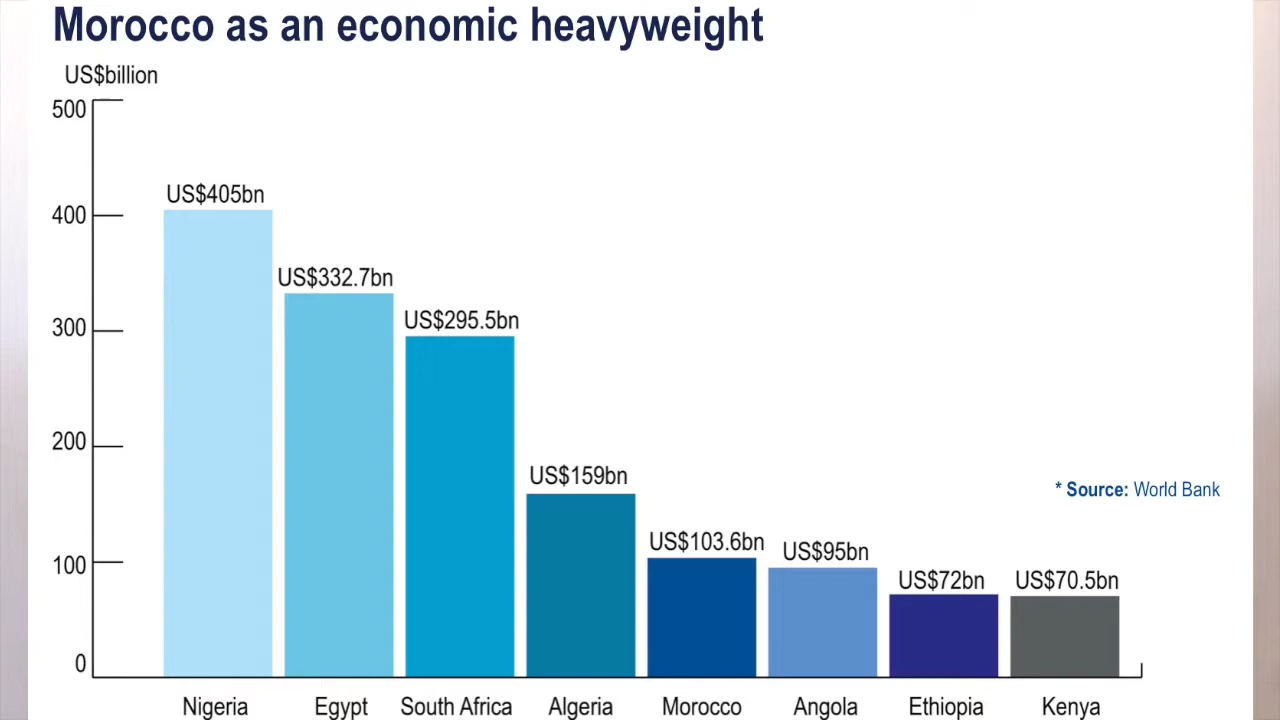 Morocco as an economic heavyweight
US$billion
500
400
300
200
100
0
US$405bn
US$332.7bn
US$295.5bn
US$159bn
US$103.6bn
US$95bn
US$72bn
US$70.5bn
* Source: World Bank
Nigeria
Egypt
South Africa
Algeria
Morocco
Angola
Ethiopia
Kenya